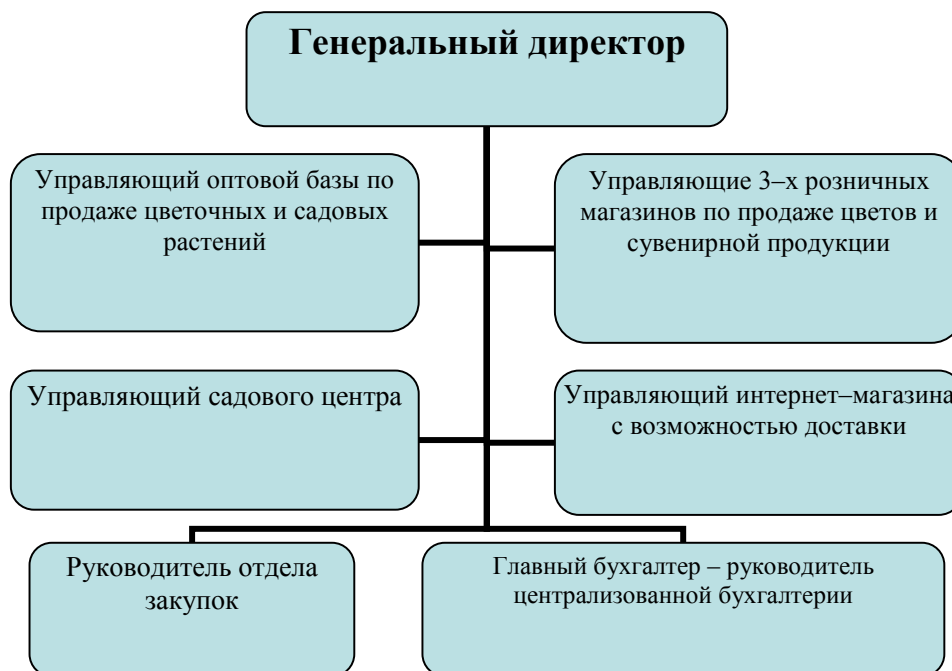 Генеральный директор
Управляющий оптовой базы по
продаже цветочных и садовых
растений
Управляющие 3–х розничных
магазинов по продаже цветов и
сувенирной продукции
Управляющий садового центра
Управляющий интернет–магазина
с возможностью доставки
Руководитель отдела
закупок
Главный бухгалтер – руководитель
централизованной бухгалтерии